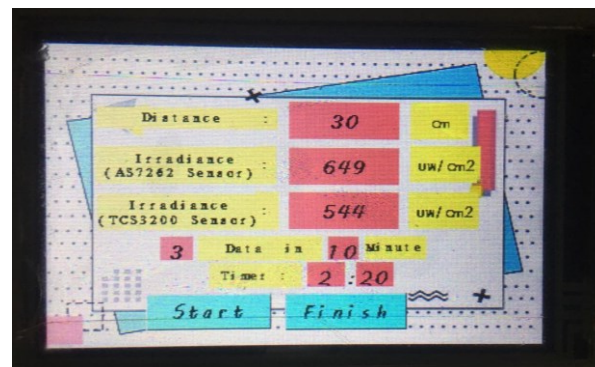 Distance : 30 cm
Irradiance
(AS7262 Sensor) : 649 uW/cm2
Irradiance
(TCS3200 Sensor) : 544 uW/cm2
3 Data in 10 Minute
Timer : 2 :20
Start Finish